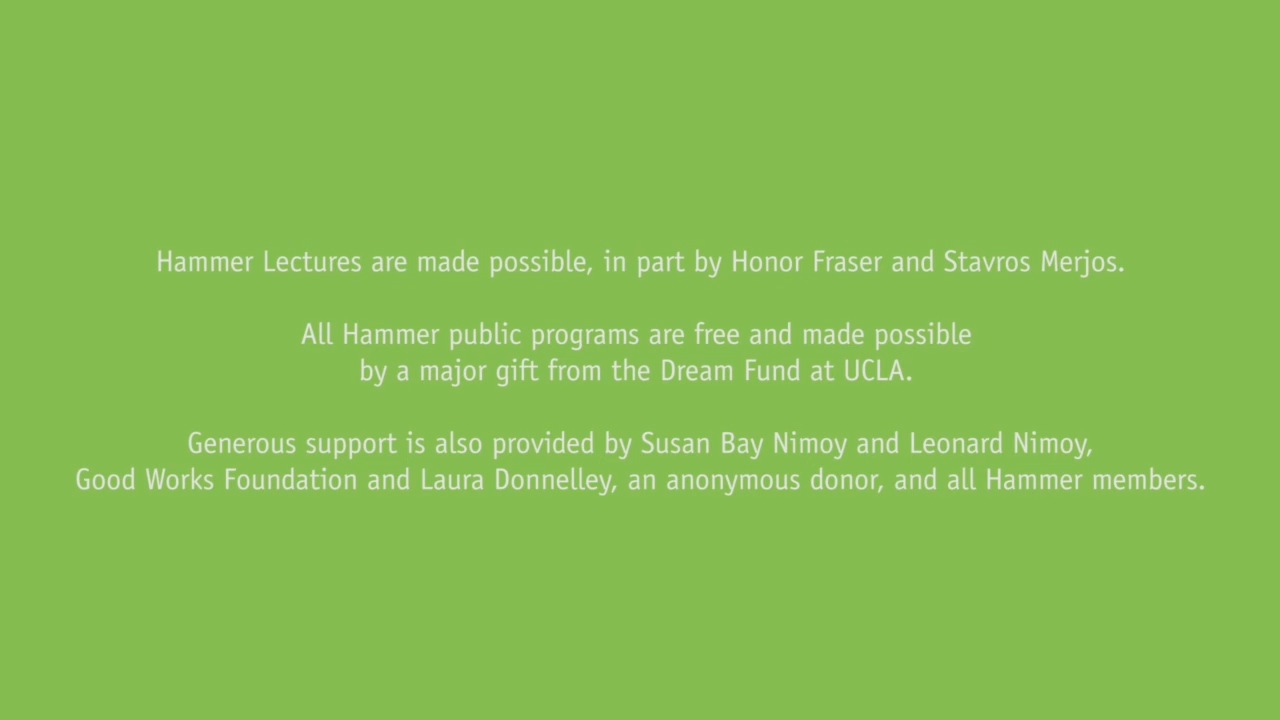 Hammer Lectures are made possible, in part by Honor Fraser and Stavros Merjos.
All Hammer public programs are free and made possible
by a major gift from the Dream Fund at UCLA.
Generous support is also provided by Susan Bay Nimoy and Leonard Nimoy,
Good Works Foundation and Laura Donnelley, an anonymous donor, and all Hammer members.